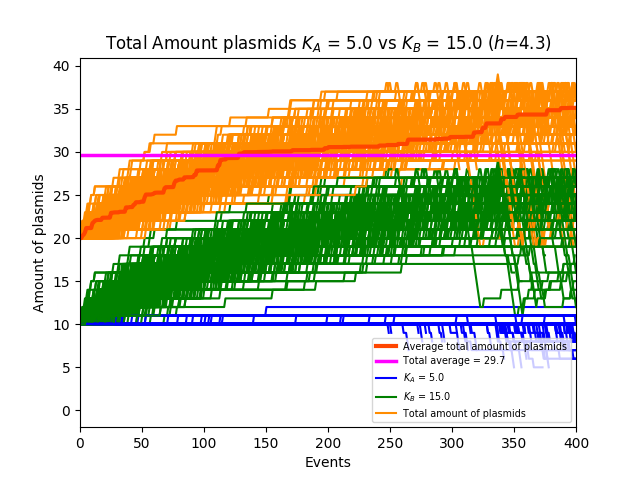 Total Amount plasmids K_A = 5.0 vs K_B = 15.0 (h=4.3)
Amount of plasmids
40
35
30
25
20
15
10
5
0
Average total amount of plasmids
Total average = 29.7
K_A = 5.0
K_B = 15.0
Total amount of plasmids
0 50 100 150 200 250 300 350 400
Events